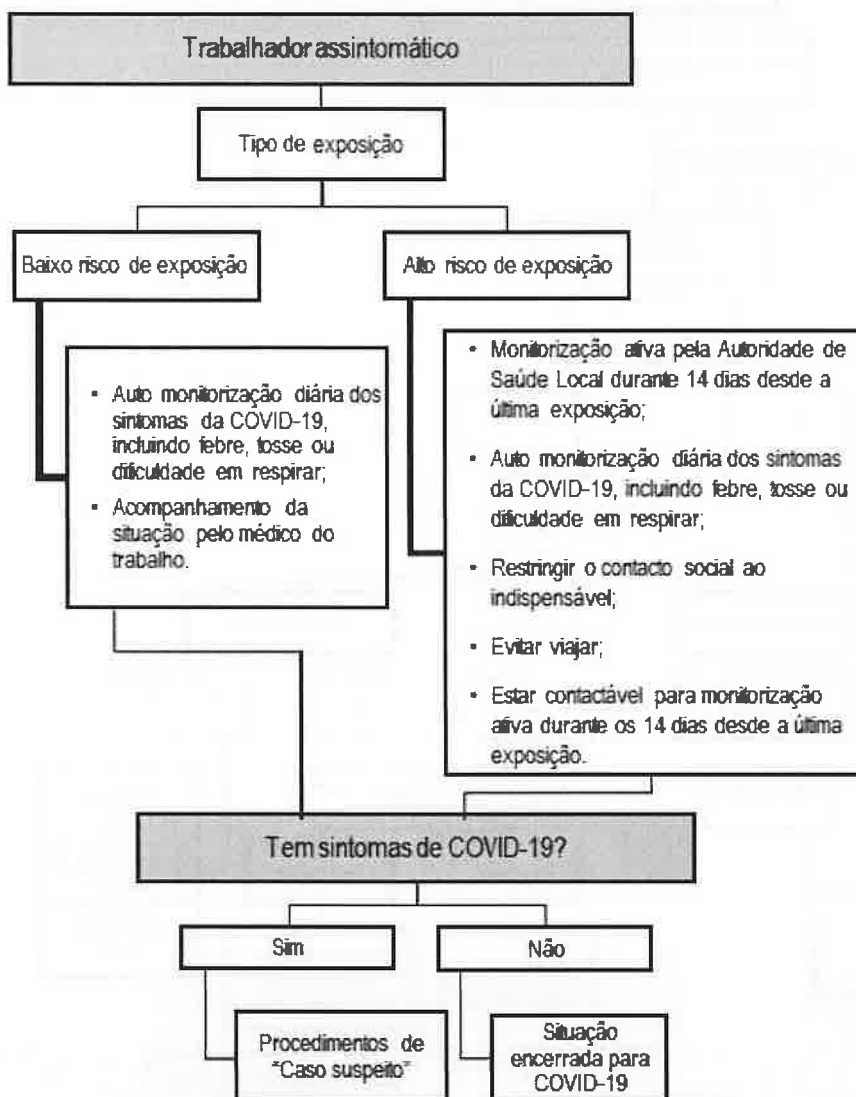 Trabalhador assintomático
Tipo de exposição
Baixo risco de exposição
Alto risco de exposição
• Auto monitorização diária dos
sintomas da COVID-19,
incluindo febre, tosse ou
dificuldade em respirar;
• Acompanhamento da
situação pelo médico do
trabalho.
• Monitorização ativa pela Autoridade de
Saúde Local durante 14 dias desde a
última exposição;
• Auto monitorização diária dos sintomas
da COVID-19, incluindo febre, tosse ou
dificuldade em respirar;
• Restringir o contacto social ao
indispensável;
• Evitar viajar;
• Estar contactável para monitorização
ativa durante os 14 dias desde a última
exposição.
Tem sintomas de COVID-19?
Sim
Não
Procedimentos de
"Caso suspeito"
Situação
encerrada para
COVID-19